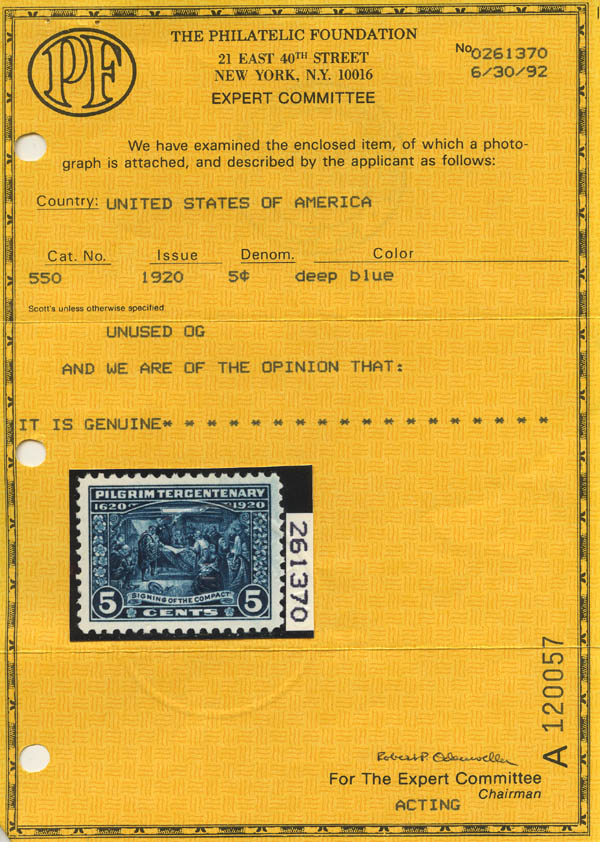 PF
THE PHILATELIC FOUNDATION
21 EAST 40TH STREET
NEW YORK, N.Y. 10016
EXPERT COMMITTEE
No 0261370
6/30/92
We have examined the enclosed item, of which a photo-
graph is attached, and described by the applicant as follows:
Country: UNITED STATES OF AMERICA
Cat. No. Issue Denom. Color
550 1920 5¢ deep blue
Scott's unless otherwise specified
UNUSED OG
AND WE ARE OF THE OPINION THAT:
IT IS GENUINE* * * * * * * * * * * * * * * * * *
PILGRIM TERCENTENARY
1620 1920
SIGNING OF THE COMPACT
5 CENTS 5
261370
A 120057
Robert P. Odenweller
For The Expert Committee
Chairman
ACTING